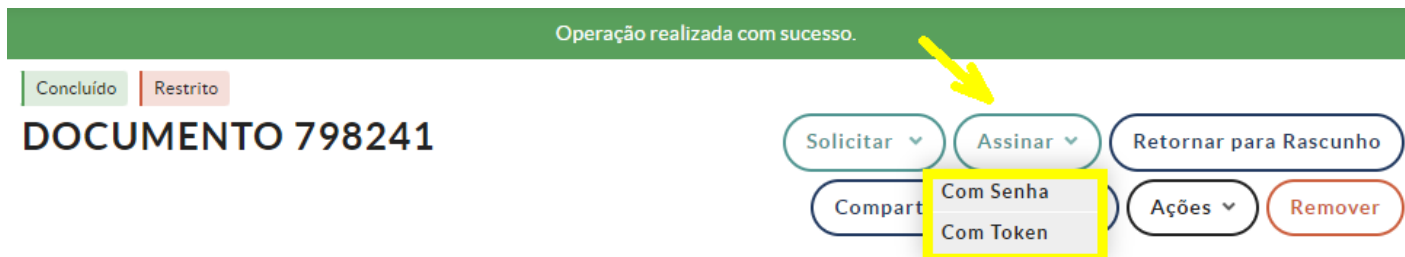 Operação realizada com sucesso.
Concluído Restrito
DOCUMENTO 798241
Solicitar Assinar Retornar para Rascunho
Compart Com Senha Ações Remover
Com Token